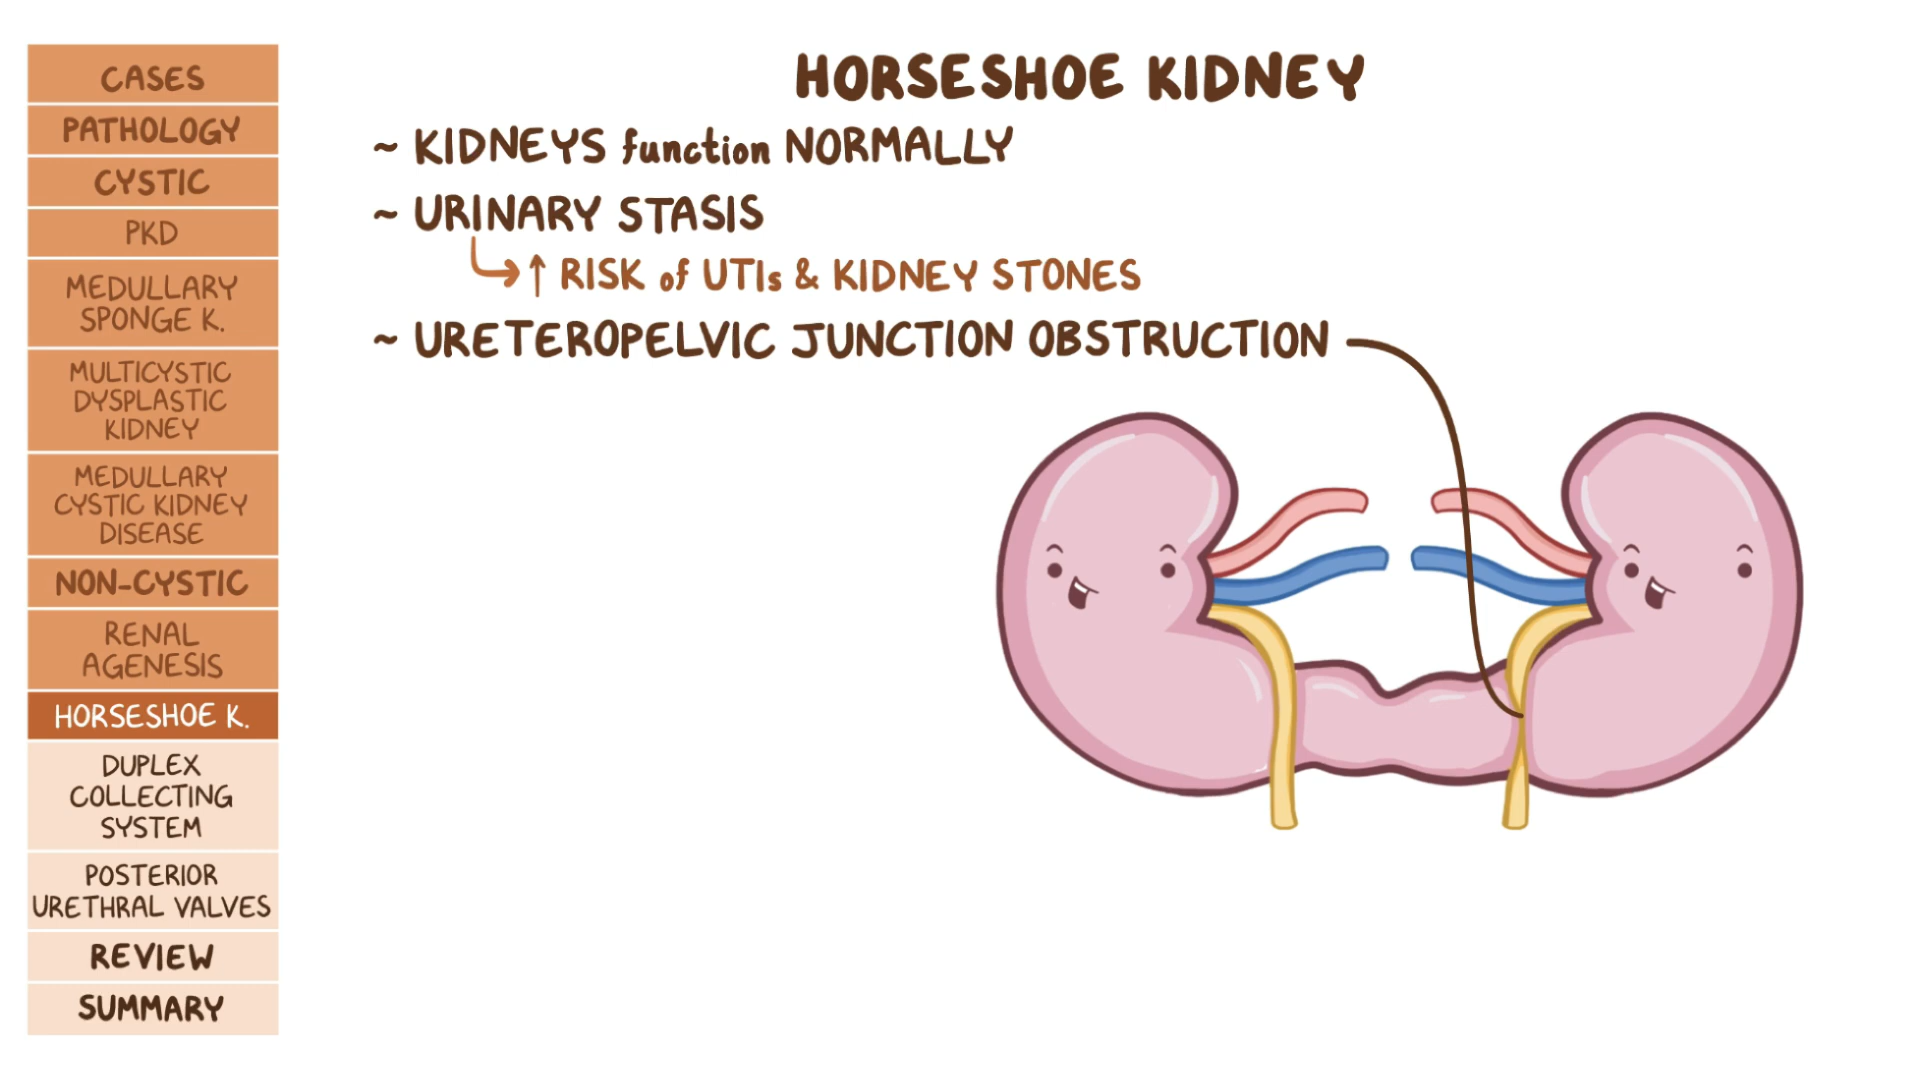 CASES
PATHOLOGY
CYSTIC
PKD
MEDULLARY
SPONGE K.
MULTICYSTIC
DYSPLASTIC
KIDNEY
MEDULLARY
CYSTIC KIDNEY
DISEASE
NON-CYSTIC
RENAL
AGENESIS
HORSESHOE K.
DUPLEX
COLLECTING
SYSTEM
POSTERIOR
URETHRAL VALVES
REVIEW
SUMMARY
HORSESHOE KIDNEY
~ KIDNEYS function NORMALLY
~ URINARY STASIS
↑ RISK of UTIs & KIDNEY STONES
~ URETEROPELVIC JUNCTION OBSTRUCTION